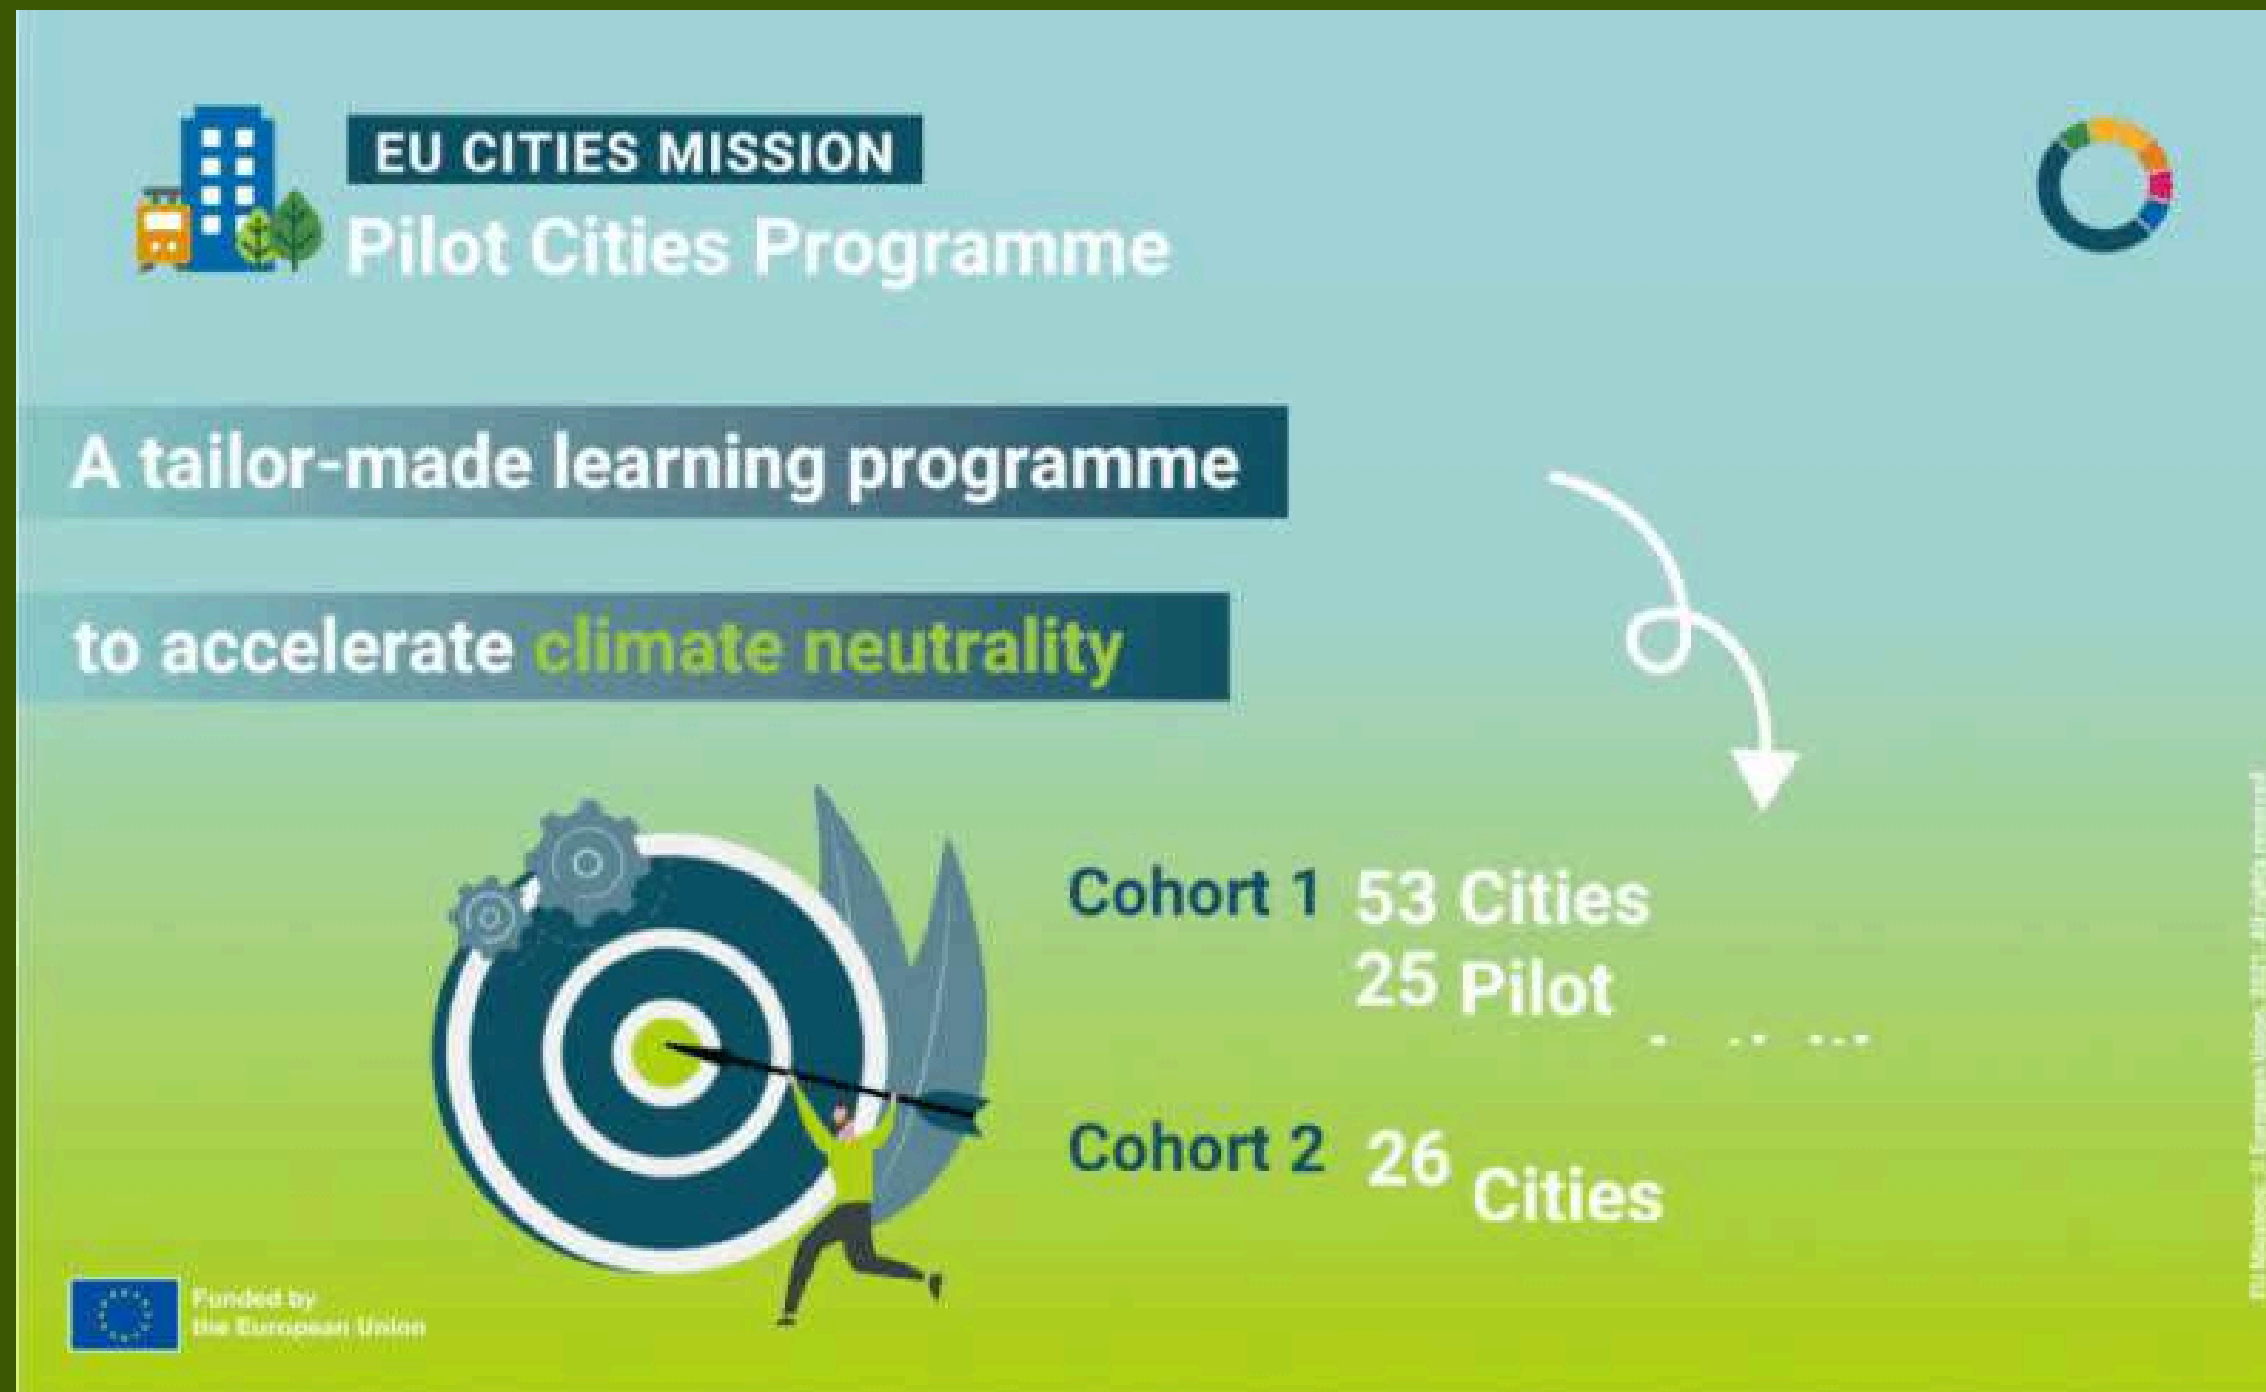 EU CITIES MISSION
Pilot Cities Programme
A tailor-made learning programme
to accelerate climate neutrality
Cohort 1 53 Cities
25 Pilot
Cohort 2 26 Cities
Funded by
the European Union